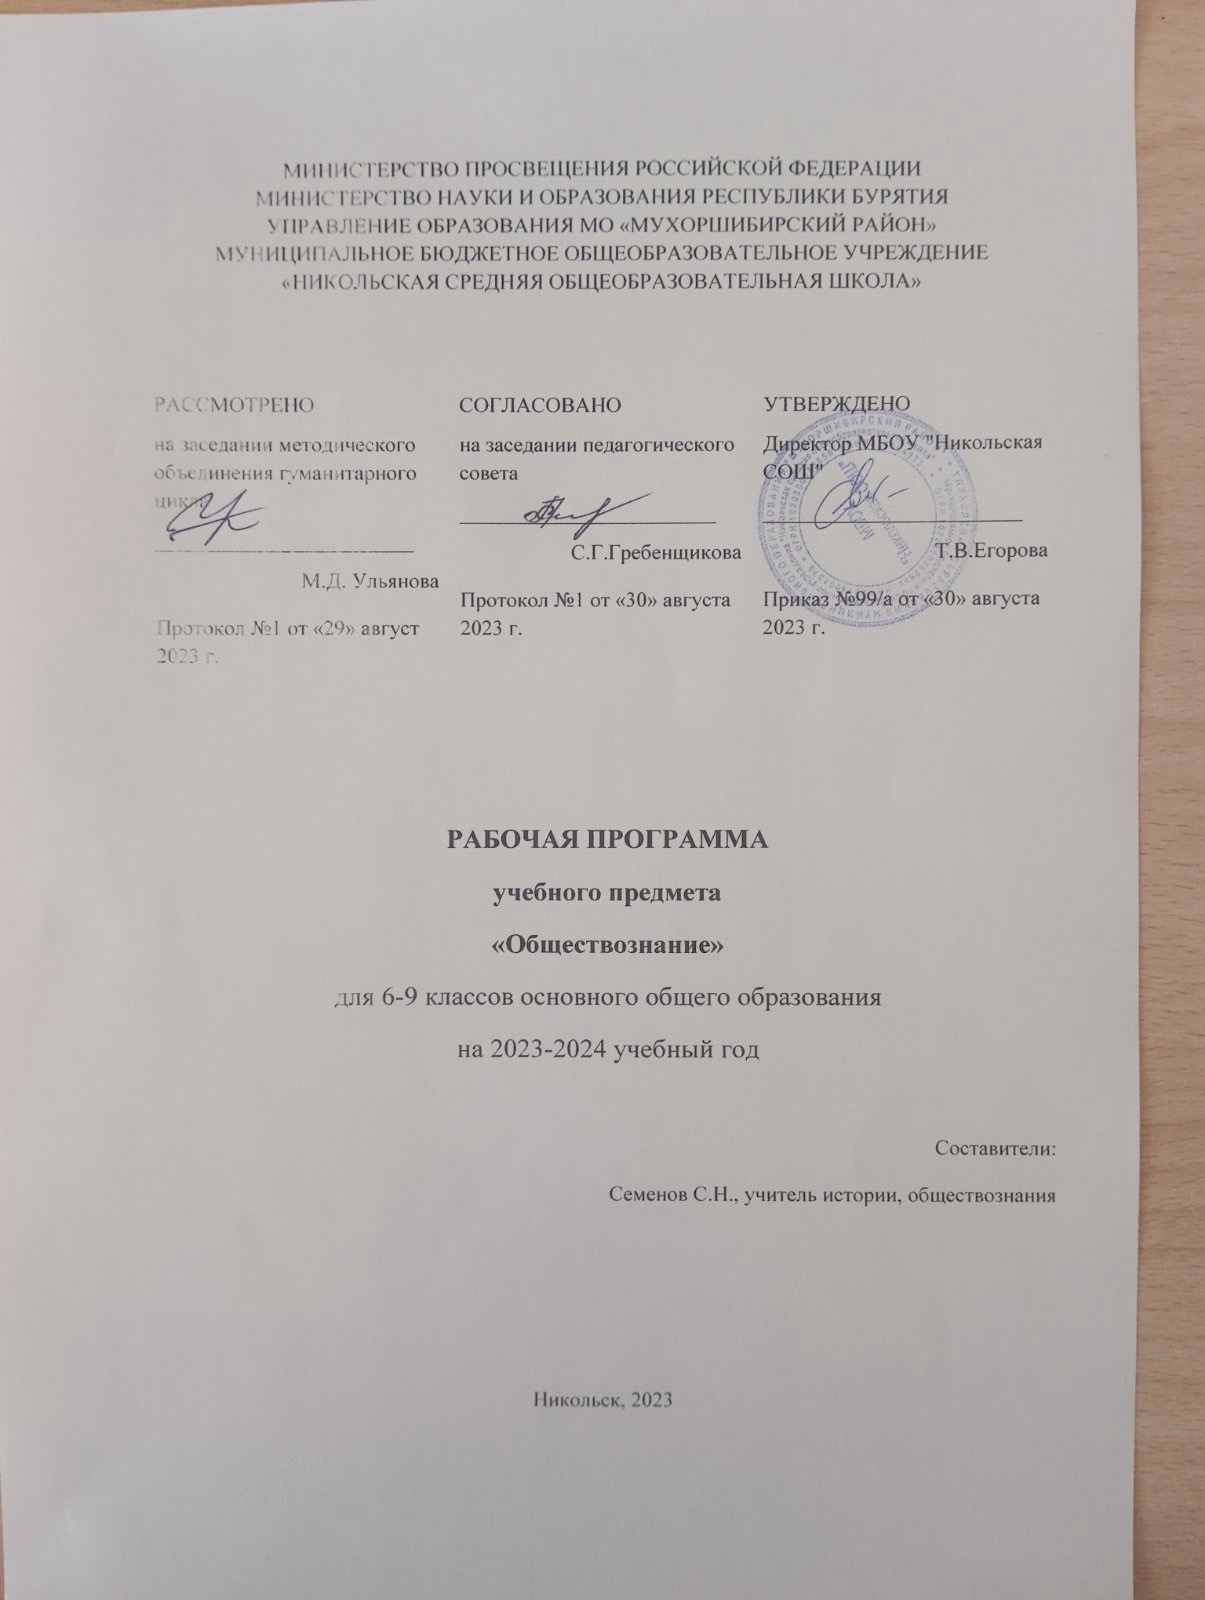 МИНИСТЕРСТВО ПРОСВЕЩЕНИЯ РОССИЙСКОЙ ФЕДЕРАЦИИ
МИНИСТЕРСТВО НАУКИ И ОБРАЗОВАНИЯ РЕСПУБЛИКИ БУРЯТИЯ
УПРАВЛЕНИЕ ОБРАЗОВАНИЯ МО «МУХОРШИБИРСКИЙ РАЙОН»
МУНИЦИПАЛЬНОЕ БЮДЖЕТНОЕ ОБЩЕОБРАЗОВАТЕЛЬНОЕ УЧРЕЖДЕНИЕ
«НИКОЛЬСКАЯ СРЕДНЯЯ ОБЩЕОБРАЗОВАТЕЛЬНАЯ ШКОЛА»
РАССМОТРЕНО
на заседании методического
объединения гуманитарного
цикла
М.Д. Ульянова
Протокол №1 от «29» август
2023 г.
СОГЛАСОВАНО
на заседании педагогического
совета
С.Г.Гребенщикова
Протокол №1 от «30» августа
2023 г.
УТВЕРЖДЕНО
Директор МБОУ "Никольская
СОШ"
Т.В.Егорова
Приказ №99/а от «30» августа
2023 г.
РАБОЧАЯ ПРОГРАММА
учебного предмета
«Обществознание»
для 6-9 классов основного общего образования
на 2023-2024 учебный год
Составители:
Семенов С.Н., учитель истории, обществознания
Никольск, 2023